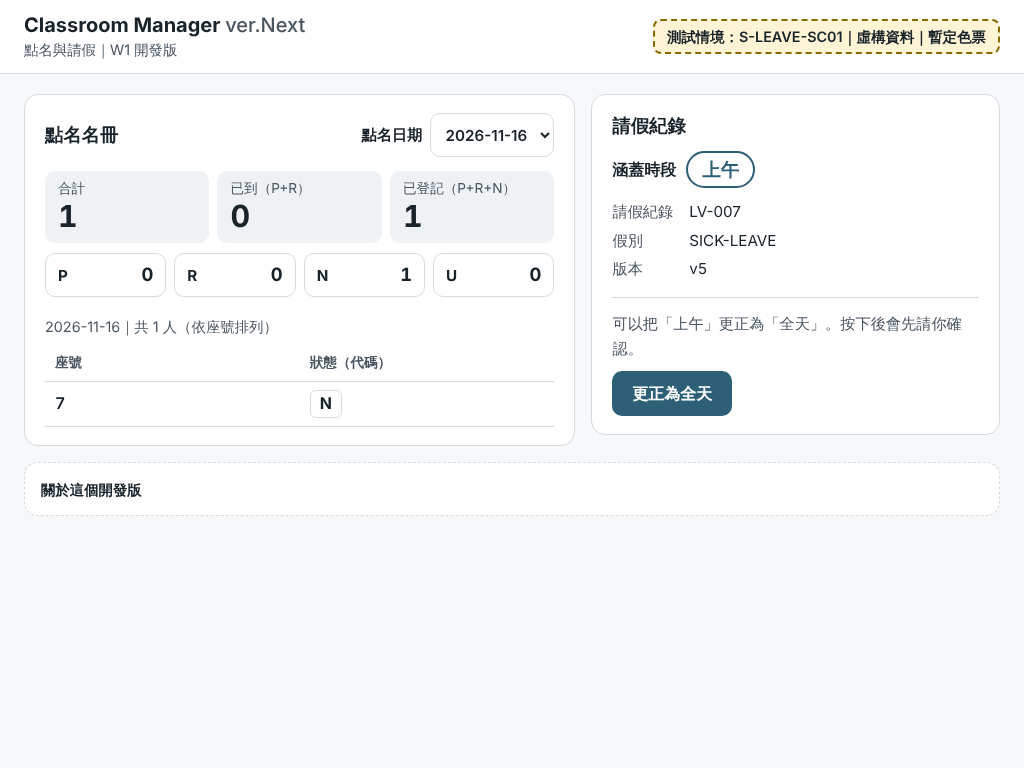 Classroom Manager ver.Next
點名與請假｜W1 開發版
測試情境：S-LEAVE-SC01｜虛構資料｜暫定色票
點名名冊
點名日期 2026-11-16
合計
1
已到（P+R）
0
已登記（P+R+N）
1
P 0
R 0
N 1
U 0
2026-11-16｜共 1 人（依座號排列）
座號 狀態（代碼）
7 N
請假紀錄
涵蓋時段 上午
請假紀錄 LV-007
假別 SICK-LEAVE
版本 v5
可以把「上午」更正為「全天」。按下後會先請你確
認。
更正為全天
關於這個開發版